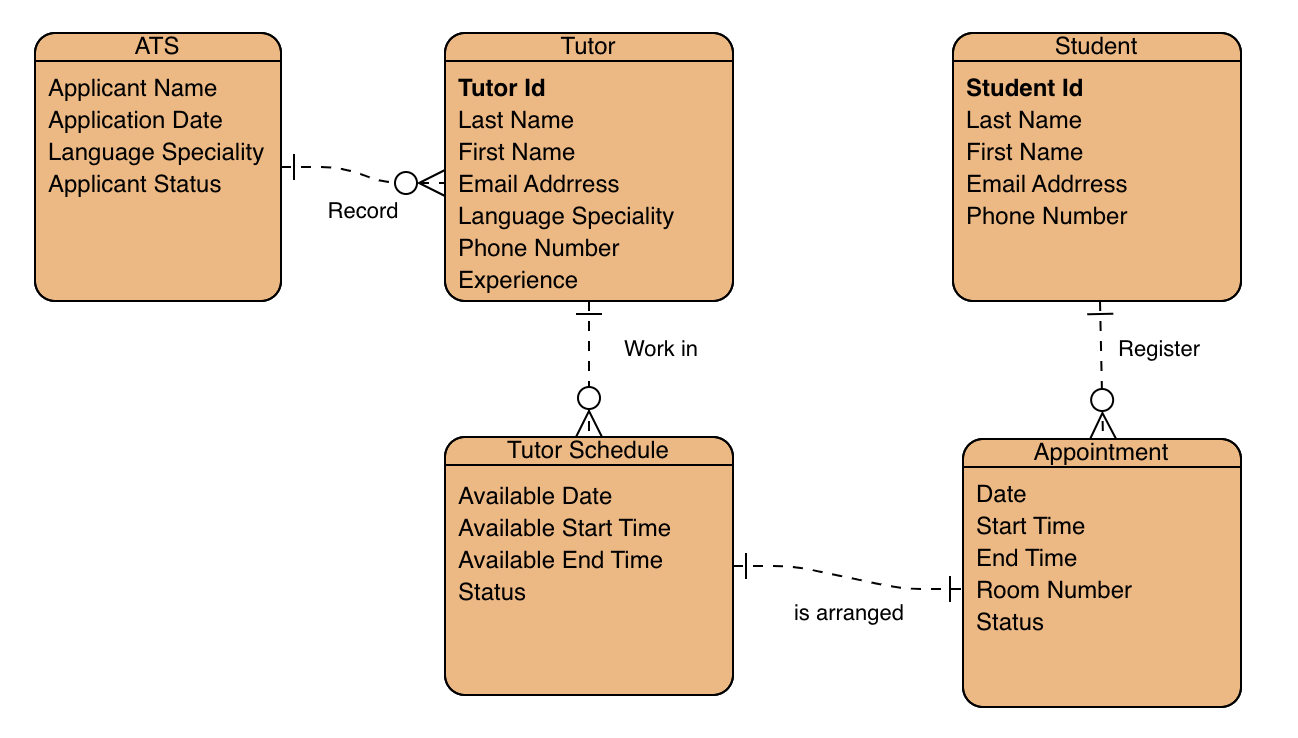 ATS
Applicant Name
Application Date
Language Speciality
Applicant Status
Record
Tutor
Tutor Id
Last Name
First Name
Email Addrress
Language Speciality
Phone Number
Experience
Student
Student Id
Last Name
First Name
Email Addrress
Phone Number
Work in
Register
Tutor Schedule
Available Date
Available Start Time
Available End Time
Status
is arranged
Appointment
Date
Start Time
End Time
Room Number
Status